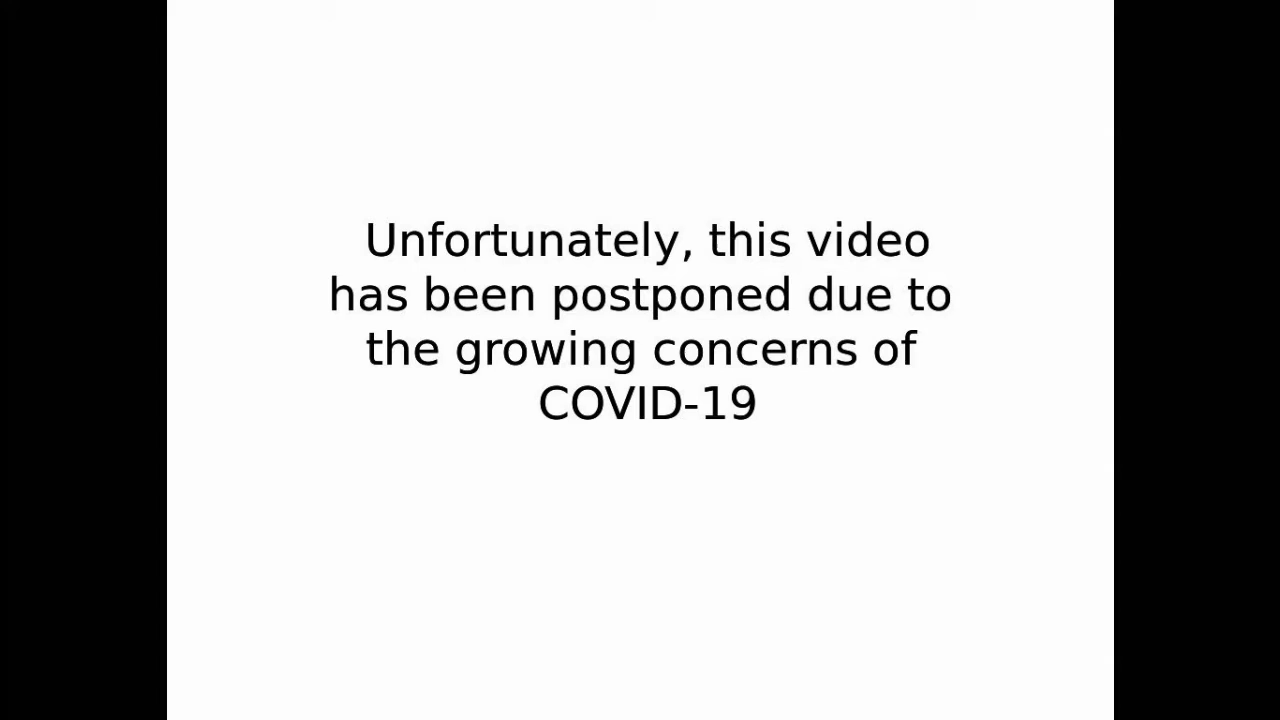 Unfortunately, this video
has been postponed due to
the growing concerns of
COVID-19